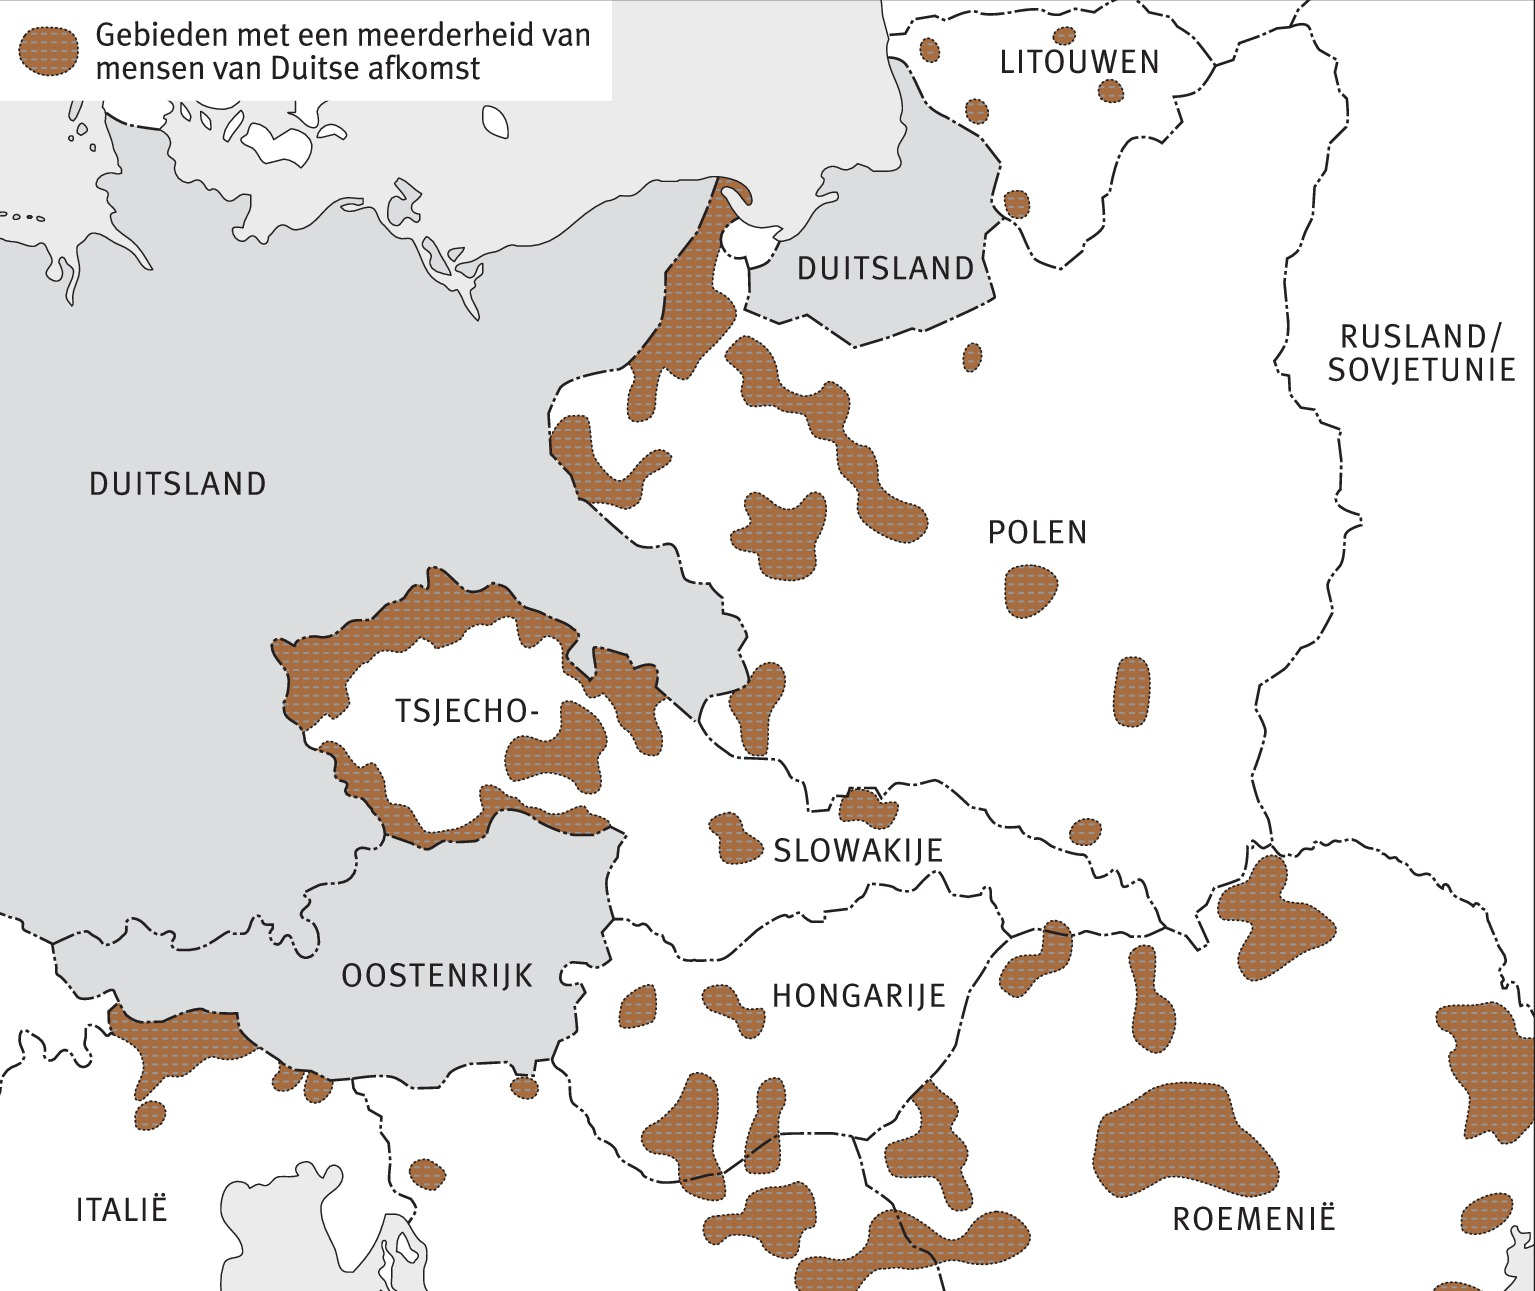 Gebieden met een meerderheid van
mensen van Duitse afkomst
LITOUWEN
DUITSLAND
RUSLAND/
SOVJETUNIE
DUITSLAND
POLEN
TSJECHO-
SLOWAKIJE
OOSTENRIJK
HONGARIJE
ITALIË
ROEMENIË